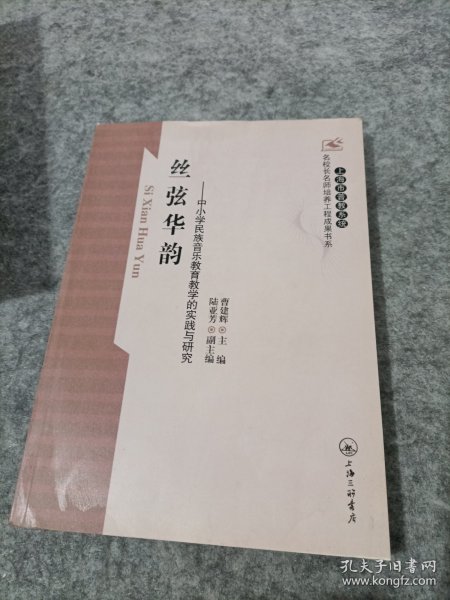 上海市普教系统
名校长名师培养工程成果书系
丝弦华韵
Si Xian Hua Yun
——中小学民族音乐教育教学的实践与研究
曹建辉 主编
陆亚芳 副主编
上海三联书店
孔夫子旧书网
www.kongfz.com